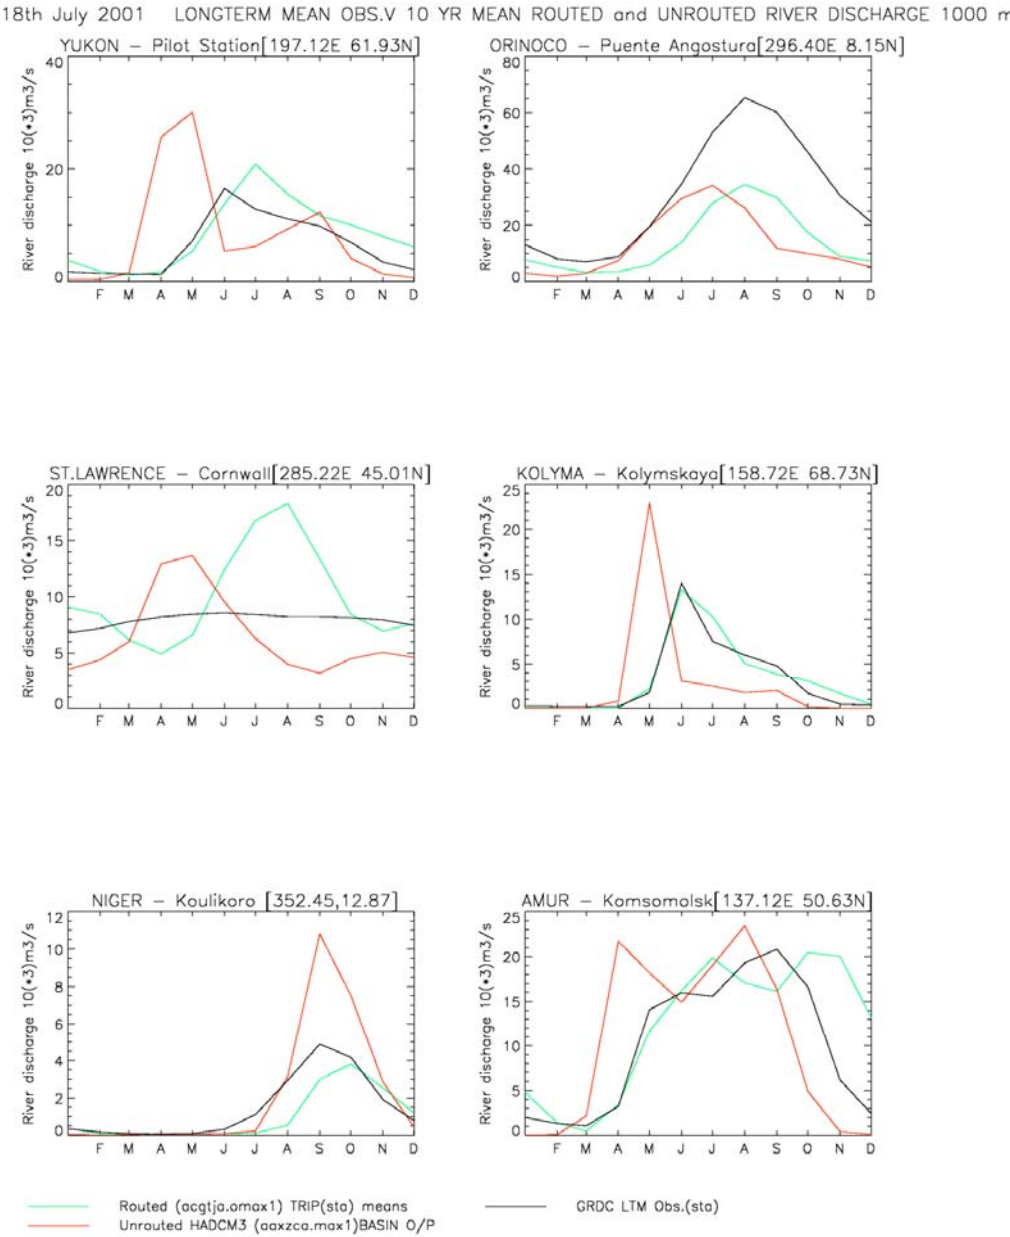 18th July 2001 LONGTERM MEAN OBS.V 10 YR MEAN ROUTED and UNROUTED RIVER DISCHARGE 1000 m
YUKON – Pilot Station[197.12E 61.93N]
River discharge 10(*3)m3/s
40
20
0
F M A M J J A S O N D
ORINOCO – Puente Angostura[296.40E 8.15N]
River discharge 10(*3)m3/s
80
60
40
20
0
F M A M J J A S O N D
ST.LAWRENCE – Cornwall[285.22E 45.01N]
River discharge 10(*3)m3/s
20
15
10
5
0
F M A M J J A S O N D
KOLYMA – Kolymskaya[158.72E 68.73N]
River discharge 10(*3)m3/s
25
20
15
10
5
0
F M A M J J A S O N D
NIGER – Koulikoro [352.45,12.87]
River discharge 10(*3)m3/s
12
10
8
6
4
2
0
F M A M J J A S O N D
AMUR – Komsomolsk[137.12E 50.63N]
River discharge 10(*3)m3/s
25
20
15
10
5
0
F M A M J J A S O N D
Routed (acgtja.omax1) TRIP(sta) means
GRDC LTM Obs.(sta)
Unrouted HADCM3 (aaxzca.max1)BASIN O/P